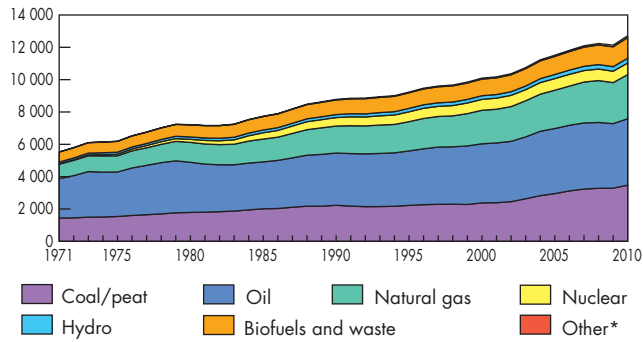 14 000
12 000
10 000
8 000
6 000
4 000
2 000
0
1971 1975 1980 1985 1990 1995 2000 2005 2010
Coal/peat Oil Natural gas Nuclear
Hydro Biofuels and waste Other*